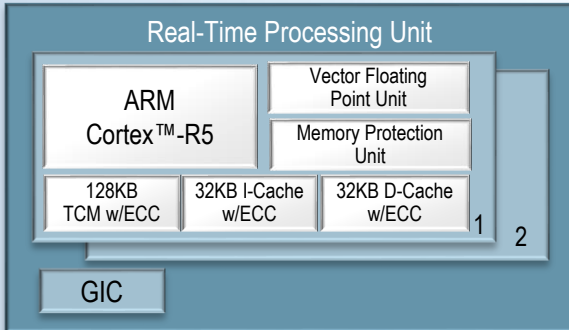 Real-Time Processing Unit
ARM
Cortex™-R5
Vector Floating
Point Unit
Memory Protection
Unit
128KB
TCM w/ECC
32KB I-Cache
w/ECC
32KB D-Cache
w/ECC
1
2
GIC